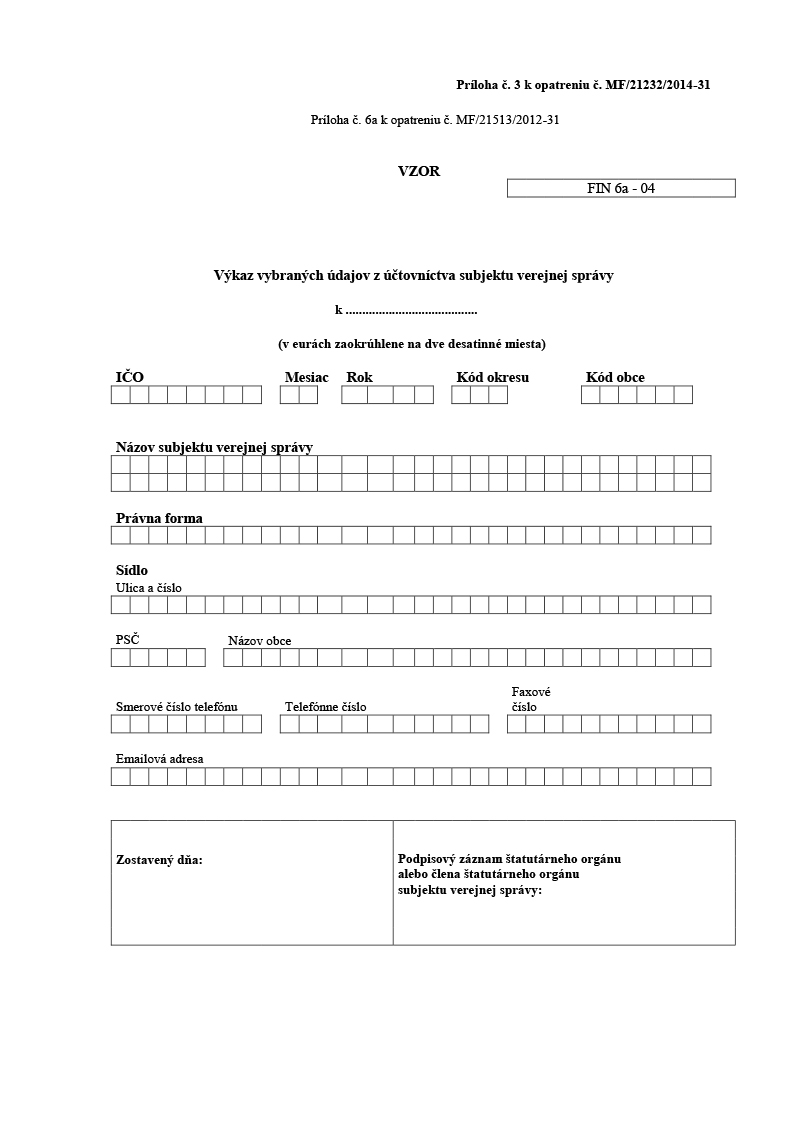 Príloha č. 3 k opatreniu č. MF/21232/2014-31
Príloha č. 6a k opatreniu č. MF/21513/2012-31
VZOR
FIN 6a - 04
Výkaz vybraných údajov z účtovníctva subjektu verejnej správy
k ........................................
(v eurách zaokrúhlene na dve desatinné miesta)
IČO Mesiac Rok Kód okresu Kód obce
Názov subjektu verejnej správy
Právna forma
Sídlo
Ulica a číslo
PSČ Názov obce
Smerové číslo telefónu Telefónne číslo Faxové
číslo
Emailová adresa
Zostavený dňa:
Podpisový záznam štatutárneho orgánu
alebo člena štatutárneho orgánu
subjektu verejnej správy: